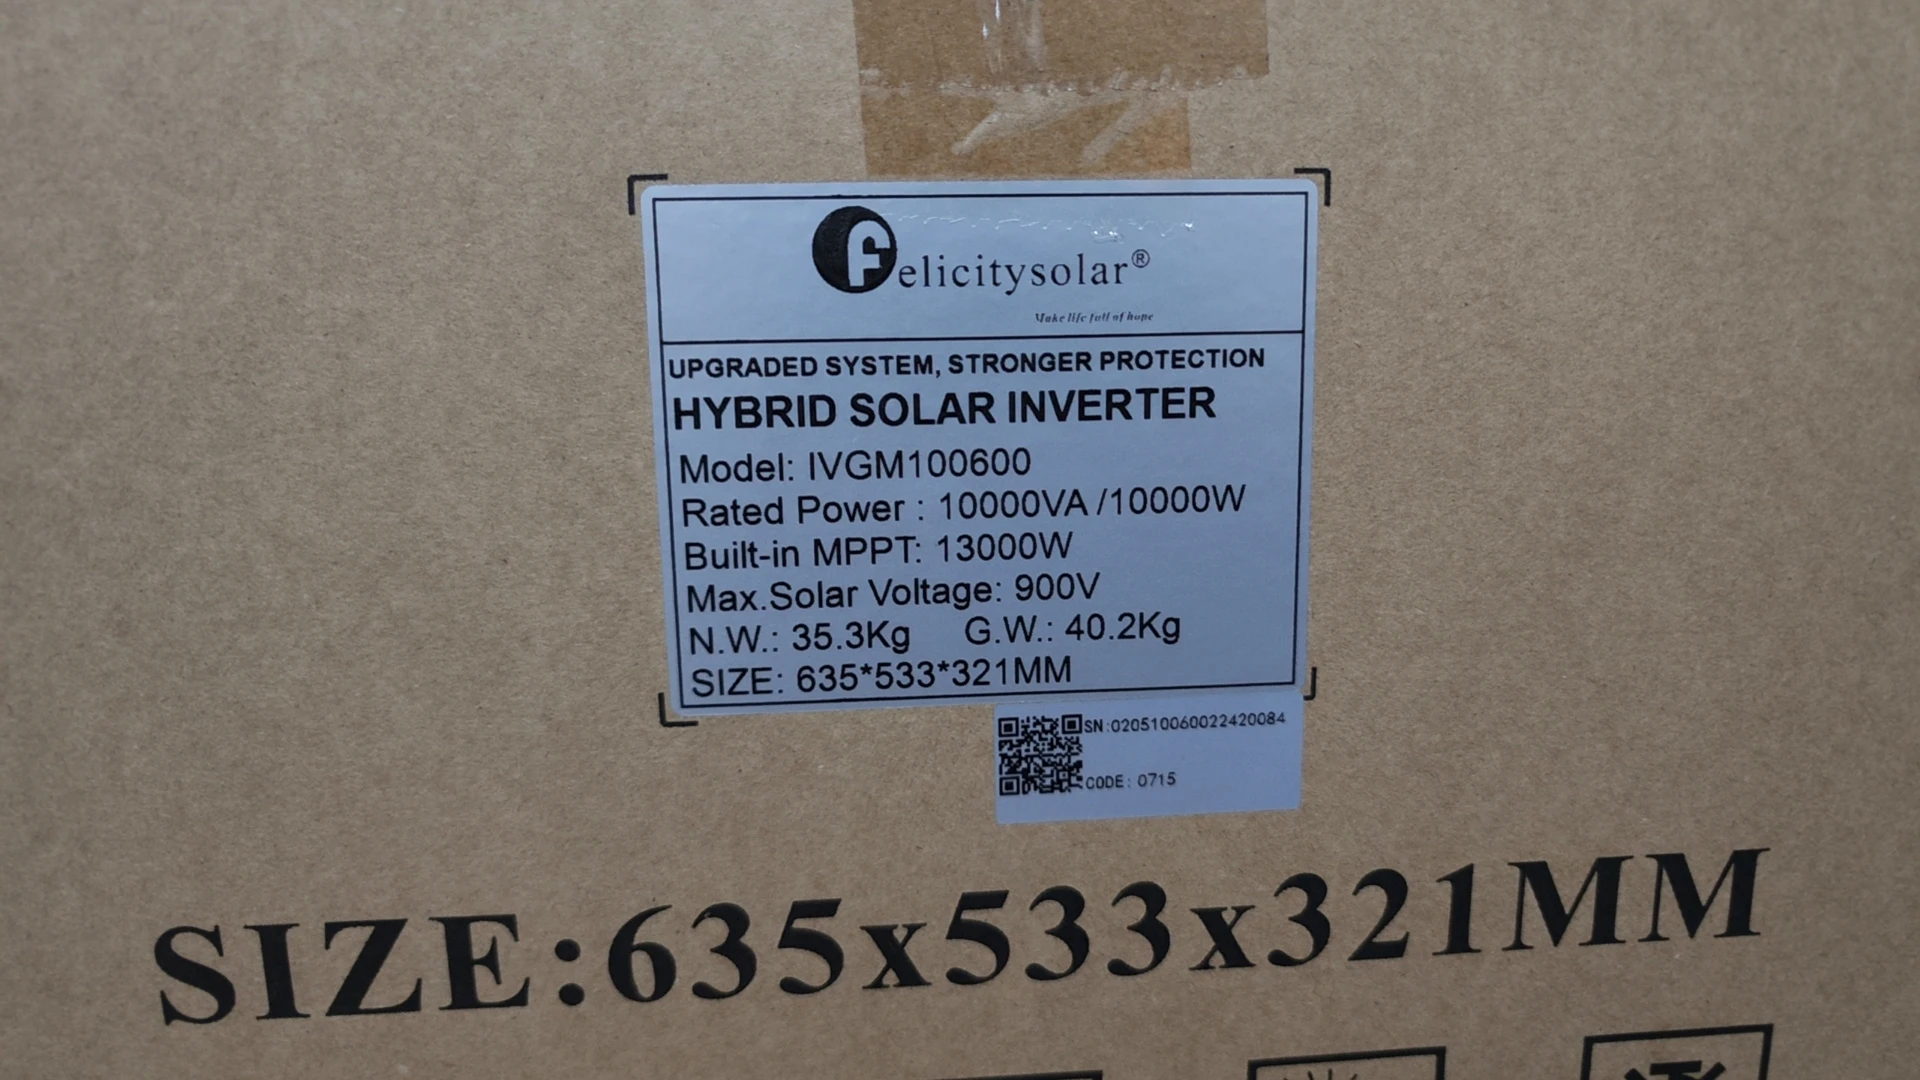 felicitysolar®
Make life full of hope
UPGRADED SYSTEM, STRONGER PROTECTION
HYBRID SOLAR INVERTER
Model: IVGM100600
Rated Power : 10000VA /10000W
Built-in MPPT: 13000W
Max.Solar Voltage: 900V
N.W.: 35.3Kg G.W.: 40.2Kg
SIZE: 635*533*321MM
SN:020510060022420084
CODE: 0715
SIZE:635x533x321MM